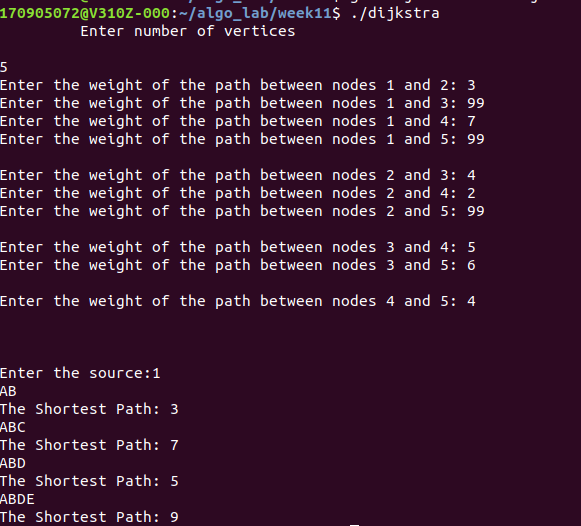 170905072@V310Z-000:~/algo_lab/week11$ ./dijkstra
Enter number of vertices
5
Enter the weight of the path between nodes 1 and 2: 3
Enter the weight of the path between nodes 1 and 3: 99
Enter the weight of the path between nodes 1 and 4: 7
Enter the weight of the path between nodes 1 and 5: 99
Enter the weight of the path between nodes 2 and 3: 4
Enter the weight of the path between nodes 2 and 4: 2
Enter the weight of the path between nodes 2 and 5: 99
Enter the weight of the path between nodes 3 and 4: 5
Enter the weight of the path between nodes 3 and 5: 6
Enter the weight of the path between nodes 4 and 5: 4
Enter the source:1
AB
The Shortest Path: 3
ABC
The Shortest Path: 7
ABD
The Shortest Path: 5
ABDE
The Shortest Path: 9